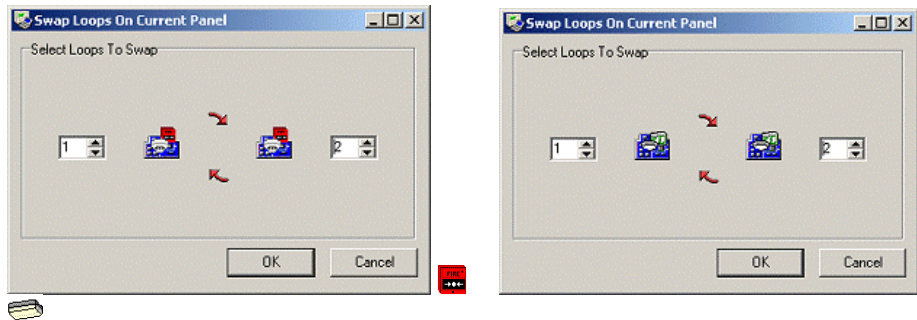 Swap Loops On Current Panel
Select Loops To Swap
1
2
OK
Cancel
Swap Loops On Current Panel
Select Loops To Swap
1
2
OK
Cancel
FIRE